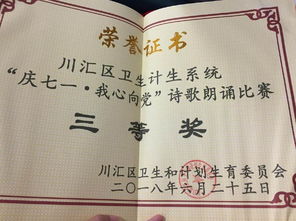 荣誉证书
川汇区卫生计生系统
“庆七一·我心向党”诗歌朗诵比赛
三等奖
川汇区卫生和计划生育委员会
二〇一八年六月二十五日